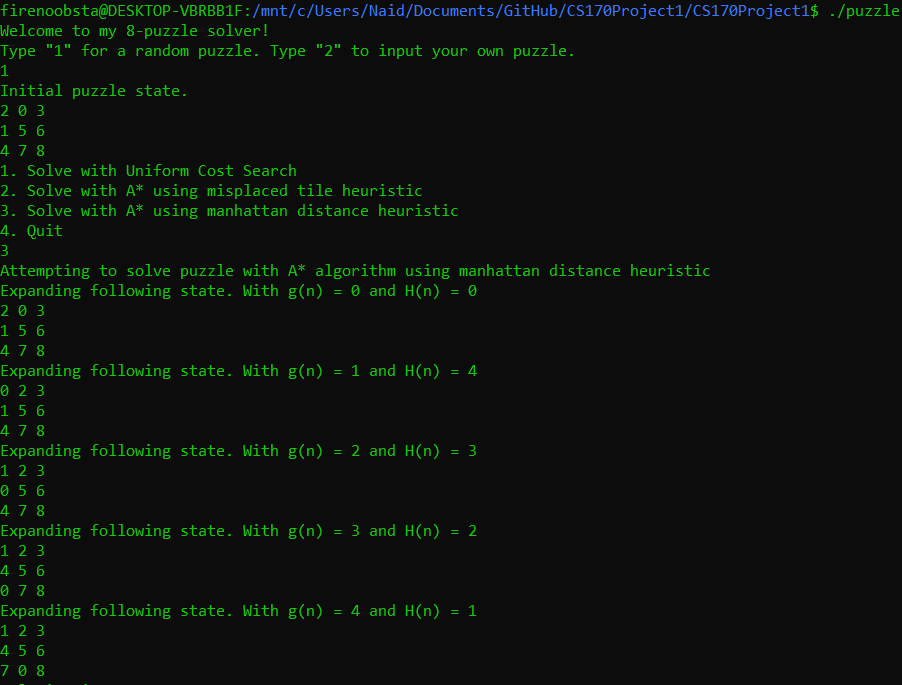 firenoobsta@DESKTOP-VBRBB1F:/mnt/c/Users/Naid/Documents/GitHub/CS170Project1/CS170Project1$ ./puzzle
Welcome to my 8-puzzle solver!
Type "1" for a random puzzle. Type "2" to input your own puzzle.
1
Initial puzzle state.
2 0 3
1 5 6
4 7 8
1. Solve with Uniform Cost Search
2. Solve with A* using misplaced tile heuristic
3. Solve with A* using manhattan distance heuristic
4. Quit
3
Attempting to solve puzzle with A* algorithm using manhattan distance heuristic
Expanding following state. With g(n) = 0 and H(n) = 0
2 0 3
1 5 6
4 7 8
Expanding following state. With g(n) = 1 and H(n) = 4
0 2 3
1 5 6
4 7 8
Expanding following state. With g(n) = 2 and H(n) = 3
1 2 3
0 5 6
4 7 8
Expanding following state. With g(n) = 3 and H(n) = 2
1 2 3
4 5 6
0 7 8
Expanding following state. With g(n) = 4 and H(n) = 1
1 2 3
4 5 6
7 0 8